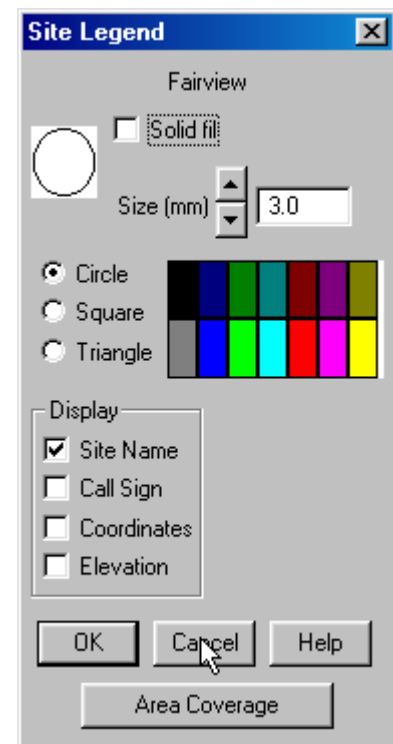 Site Legend
Fairview
Solid fil
Size (mm) 3.0
Circle
Square
Triangle
Display
Site Name
Call Sign
Coordinates
Elevation
OK Cancel Help
Area Coverage